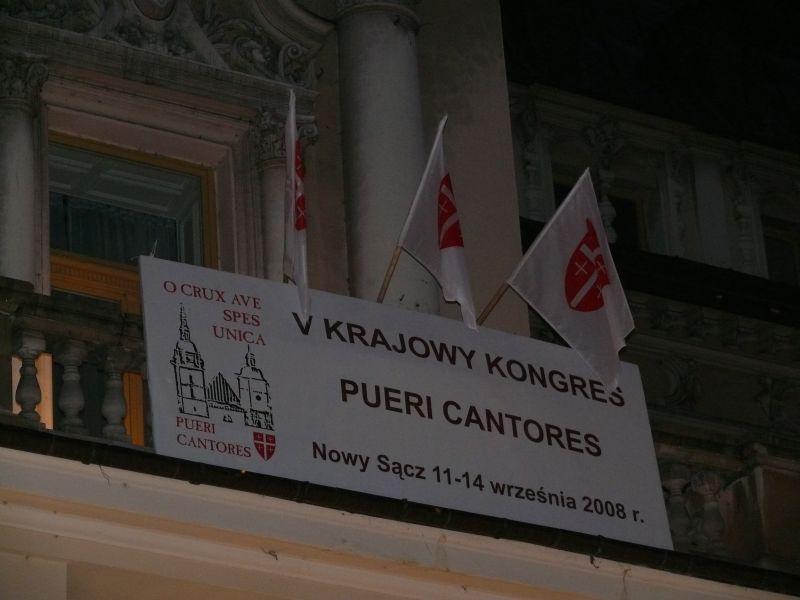 O CRUX AVE
SPES
UNICA
PUERI
CANTORES
V KRAJOWY KONGRES
PUERI CANTORES
Nowy Sącz 11-14 września 2008 r.